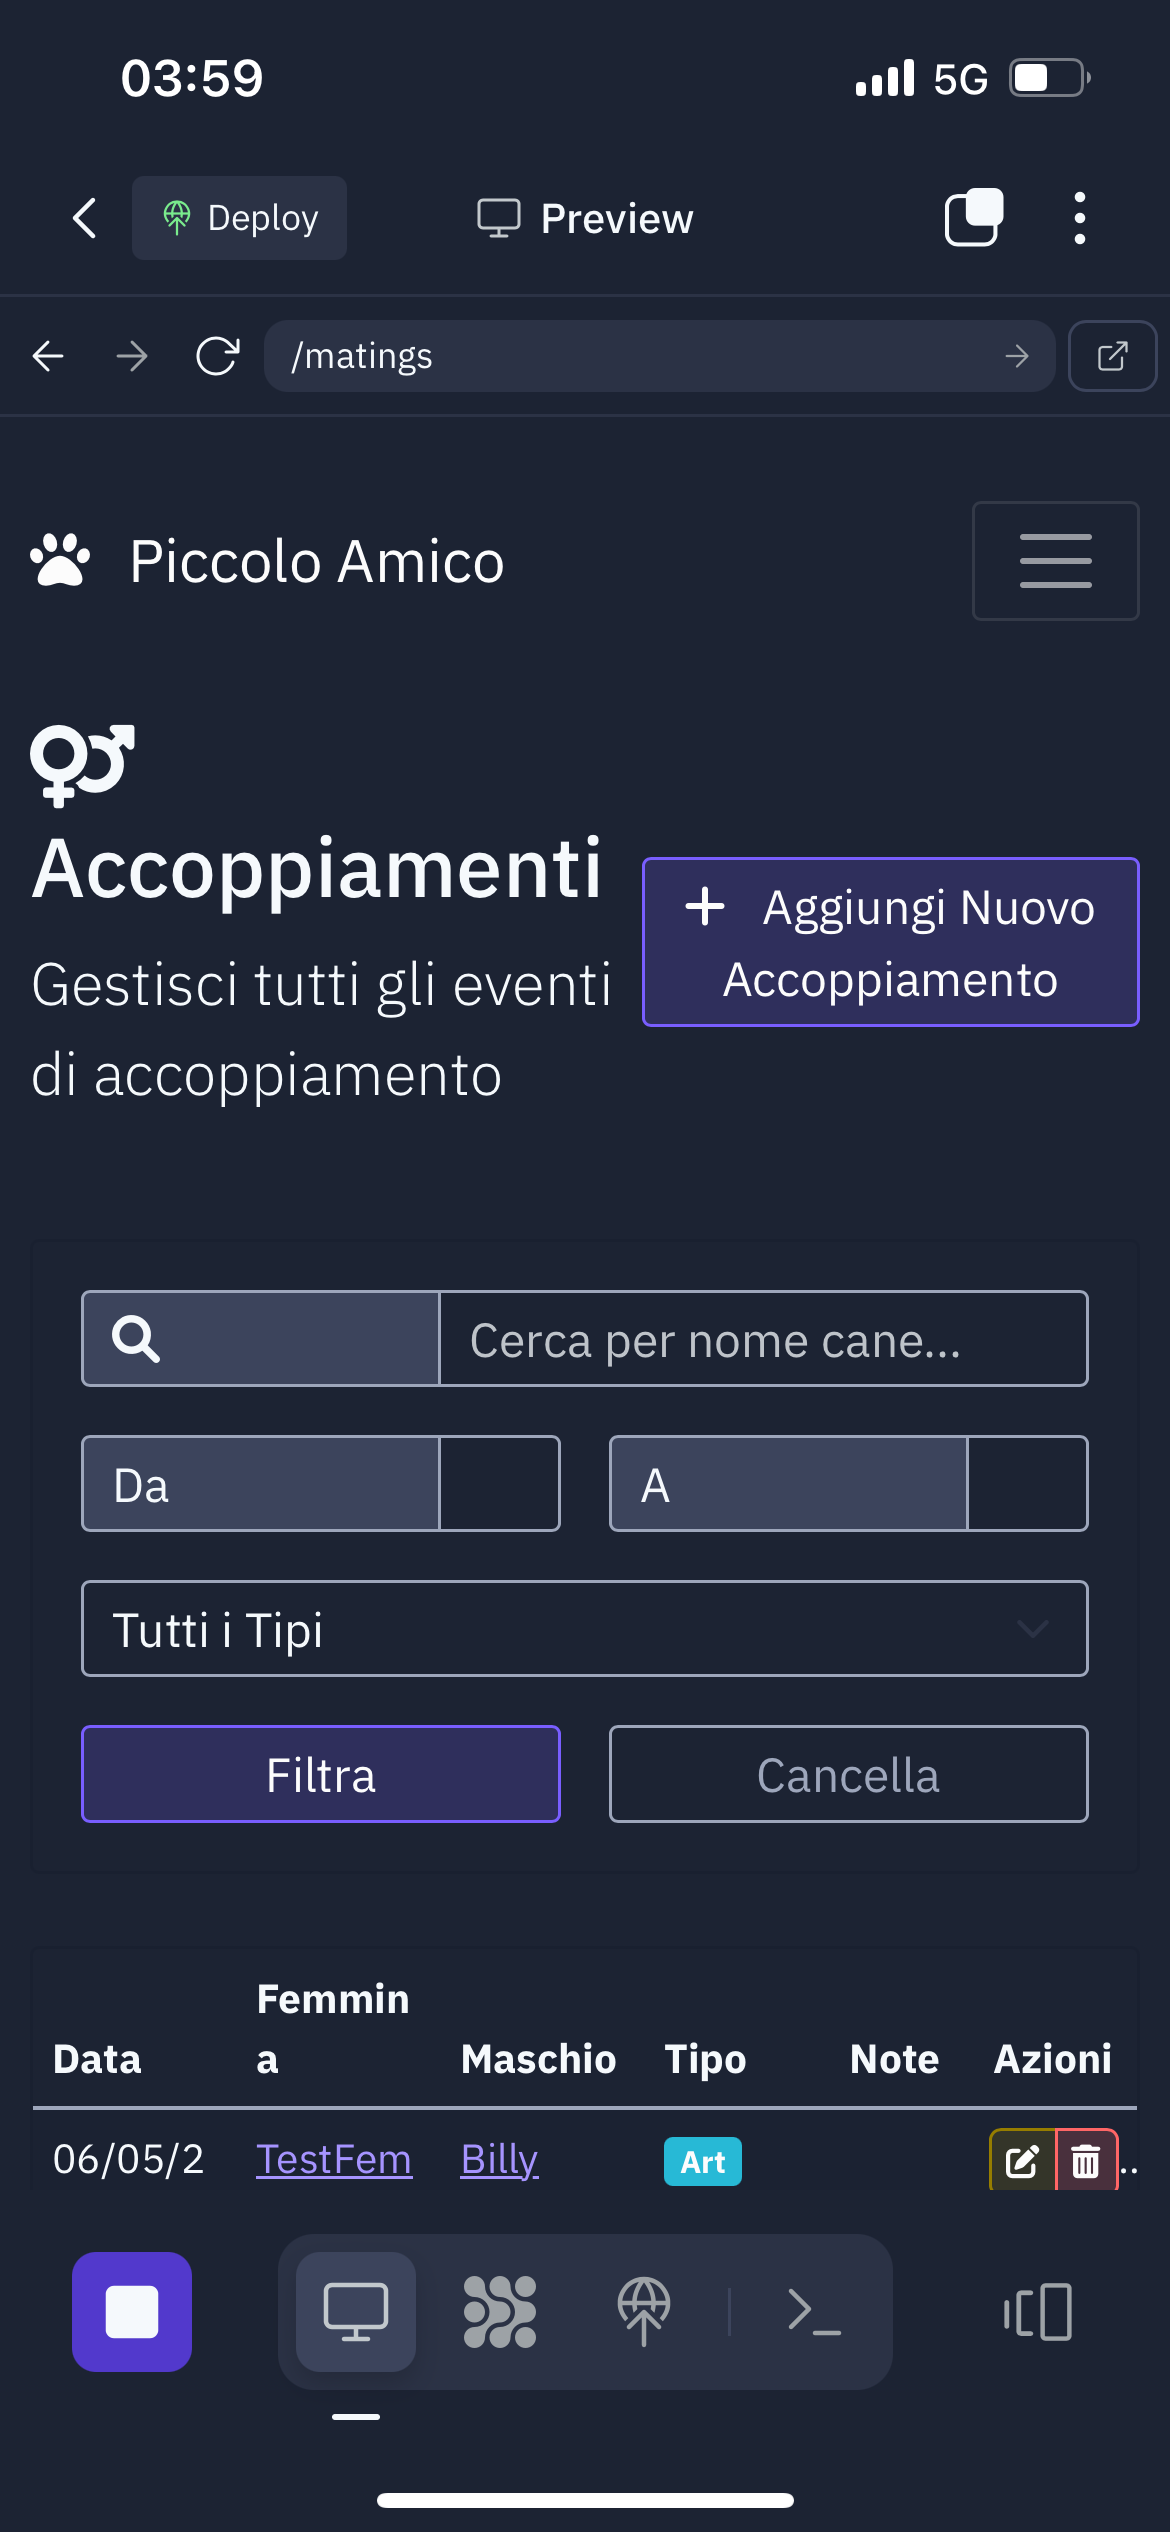 03:59
5G
Deploy
Preview
/matings
Piccolo Amico
Accoppiamenti
Gestisci tutti gli eventi
di accoppiamento
Aggiungi Nuovo
Accoppiamento
Cerca per nome cane...
Da
A
Tutti i Tipi
Filtra
Cancella
Data
Femmin
a
Maschio
Tipo
Note
Azioni
06/05/2
TestFem
Billy
Art
..